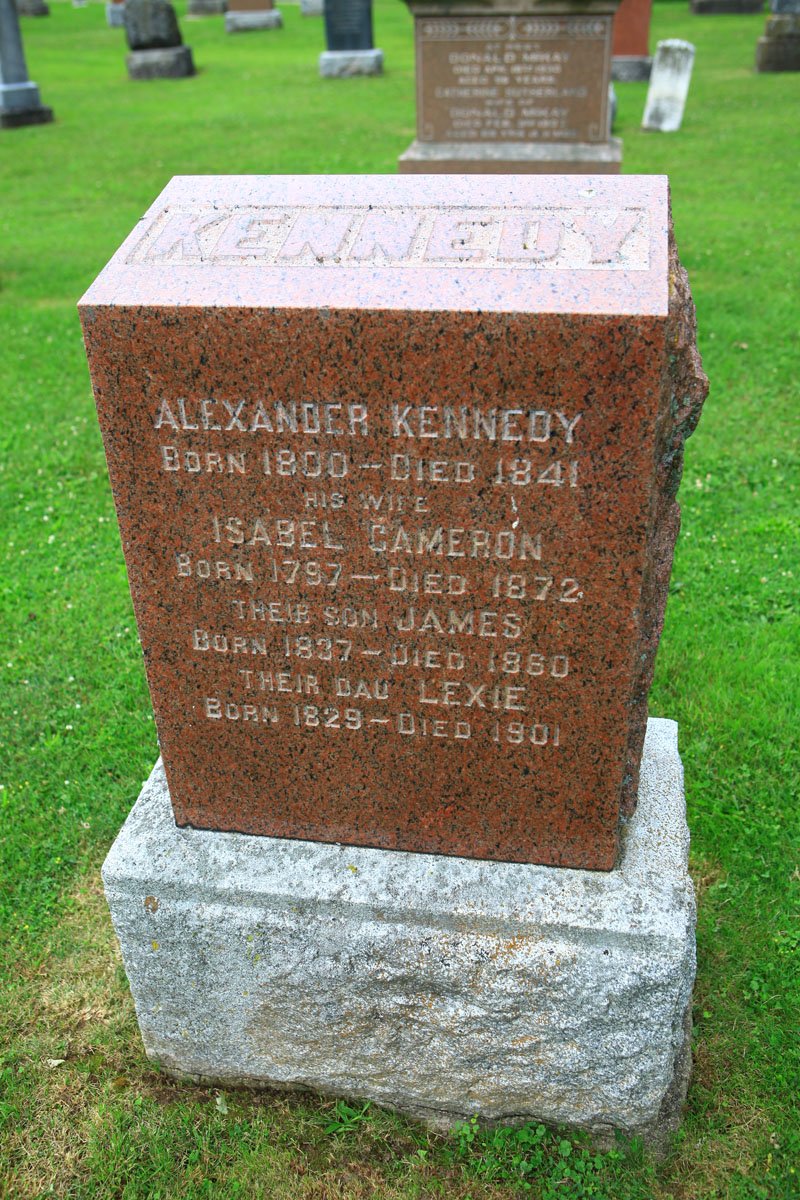 DONALD McKAY
CATHERINE SUTHERLAND
WIFE OF
DONALD McKAY
KENNEDY
ALEXANDER KENNEDY
BORN 1800 – DIED 1841
HIS WIFE
ISABEL CAMERON
BORN 1797 – DIED 1872
THEIR SON JAMES
BORN 1837 – DIED 1860
THEIR DAU LEXIE
BORN 1829 – DIED 1901